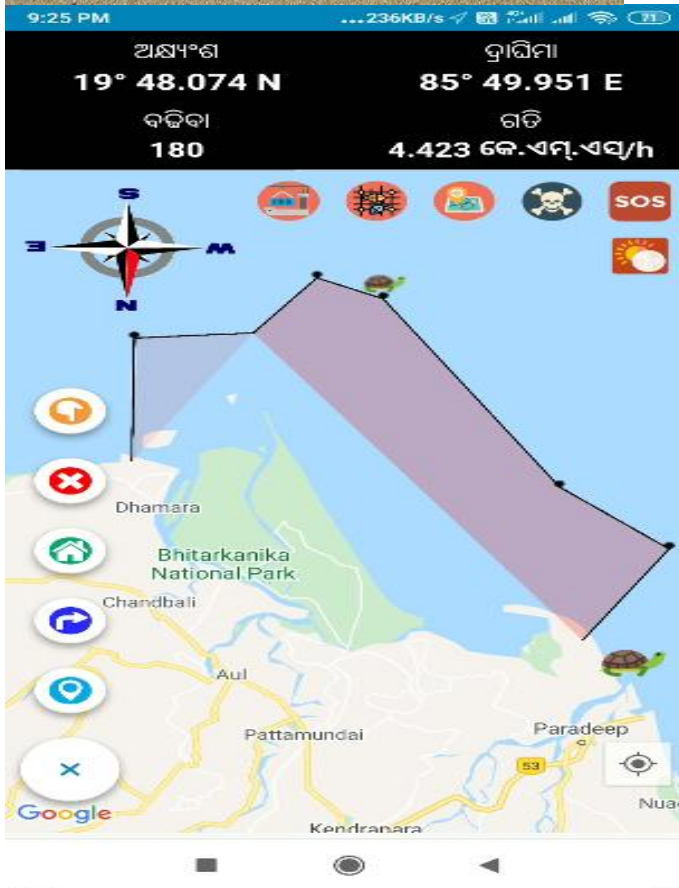 9:25 PM ...236KB/s 71
ଅକ୍ଷ୍ୟଂଶ ଦ୍ରାଘିମା
19° 48.074 N 85° 49.951 E
ବଢିବା ଗତି
180 4.423 କେ.ଏମ୍.ଏସ୍/h
S
SOS
E W
N
Dhamara
Bhitarkanika
National Park
Chandbali
Aul
Pattamundai
Paradeep
53
Google
Nua
Kendrapara